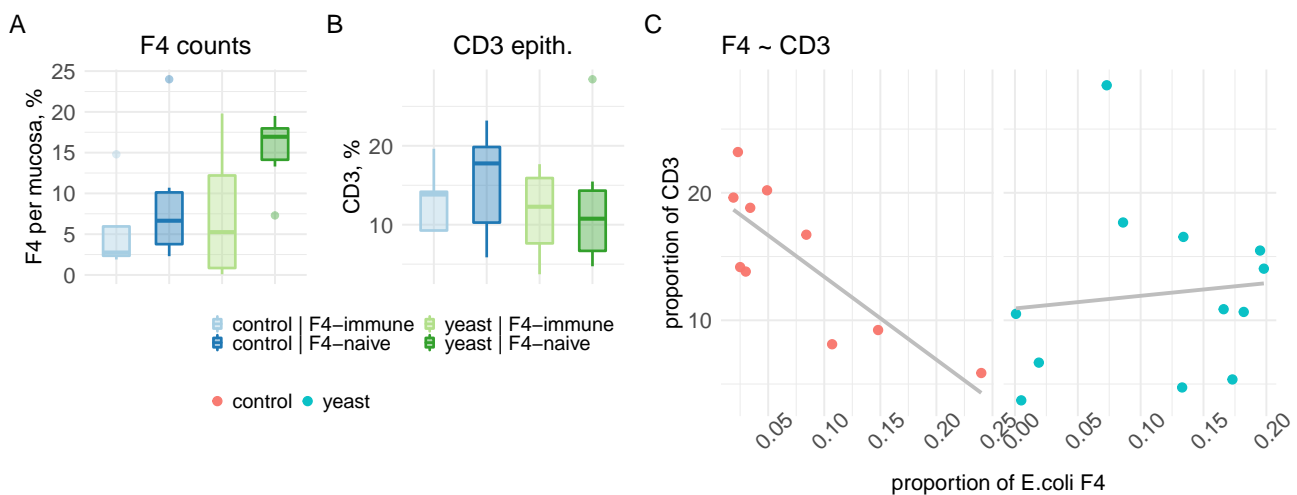 A
F4 counts
F4 per mucosa, %
25
20
15
10
5
0
B
CD3 epith.
CD3, %
20
10
control | F4−immune
control | F4−naive
yeast | F4−immune
yeast | F4−naive
control
yeast
C
F4 ~ CD3
proportion of CD3
20
10
0.05
0.10
0.15
0.20
0.25
0.00
0.05
0.10
0.15
0.20
proportion of E.coli F4